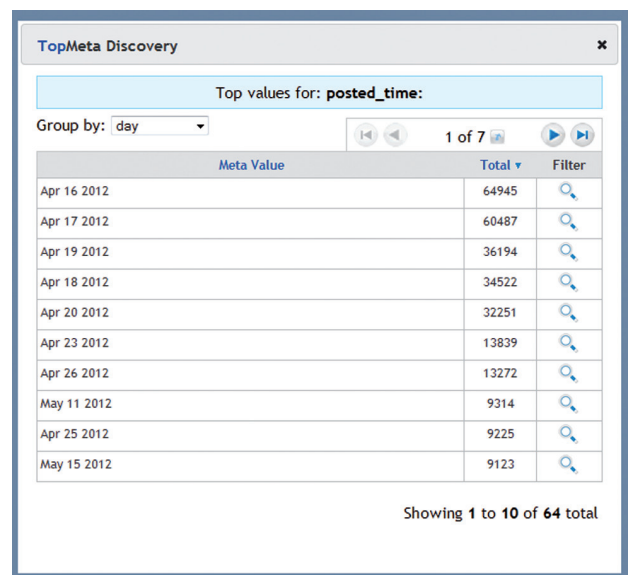 TopMeta Discovery
Top values for: posted_time:
Group by: day
1 of 7
Meta Value Total Filter
Apr 16 2012 64945
Apr 17 2012 60487
Apr 19 2012 36194
Apr 18 2012 34522
Apr 20 2012 32251
Apr 23 2012 13839
Apr 26 2012 13272
May 11 2012 9314
Apr 25 2012 9225
May 15 2012 9123
Showing 1 to 10 of 64 total